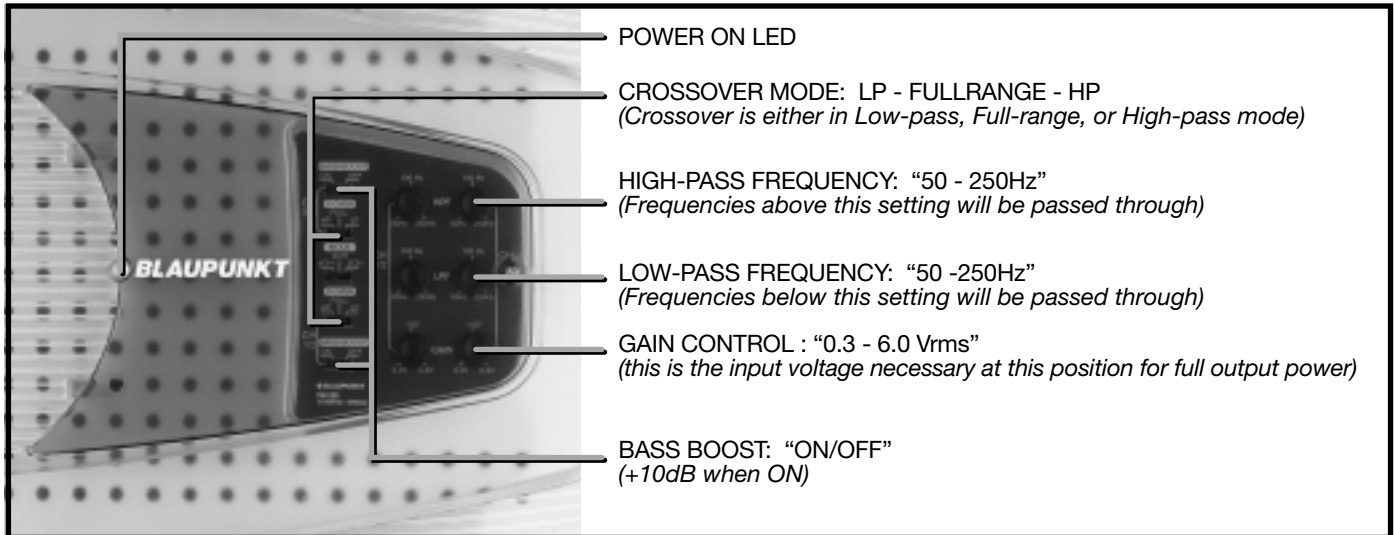 POWER ON LED
CROSSOVER MODE: LP - FULLRANGE - HP
(Crossover is either in Low-pass, Full-range, or High-pass mode)
HIGH-PASS FREQUENCY: “50 - 250Hz”
(Frequencies above this setting will be passed through)
LOW-PASS FREQUENCY: “50 -250Hz”
(Frequencies below this setting will be passed through)
GAIN CONTROL : “0.3 - 6.0 Vrms”
(this is the input voltage necessary at this position for full output power)
BASS BOOST: “ON/OFF”
(+10dB when ON)
BLAUPUNKT
MODE
HPF
LPF
GAIN